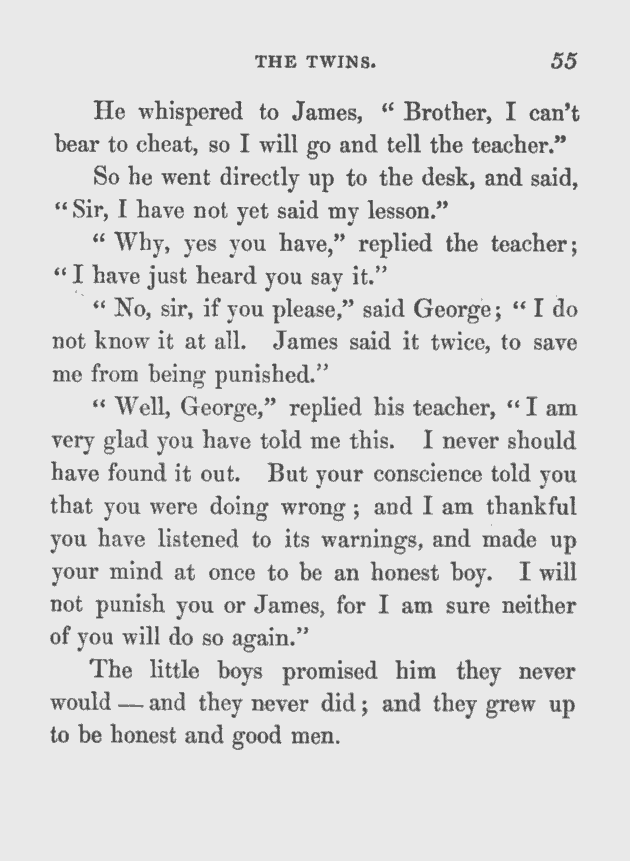 THE TWINS. 55
He whispered to James, “ Brother, I can’t
bear to cheat, so I will go and tell the teacher.”
So he went directly up to the desk, and said,
“ Sir, I have not yet said my lesson.”
“ Why, yes you have,” replied the teacher;
“ I have just heard you say it.”
“ No, sir, if you please,” said George; “ I do
not know it at all. James said it twice, to save
me from being punished.”
“ Well, George,” replied his teacher, “ I am
very glad you have told me this. I never should
have found it out. But your conscience told you
that you were doing wrong ; and I am thankful
you have listened to its warnings, and made up
your mind at once to be an honest boy. I will
not punish you or James, for I am sure neither
of you will do so again.”
The little boys promised him they never
would — and they never did ; and they grew up
to be honest and good men.